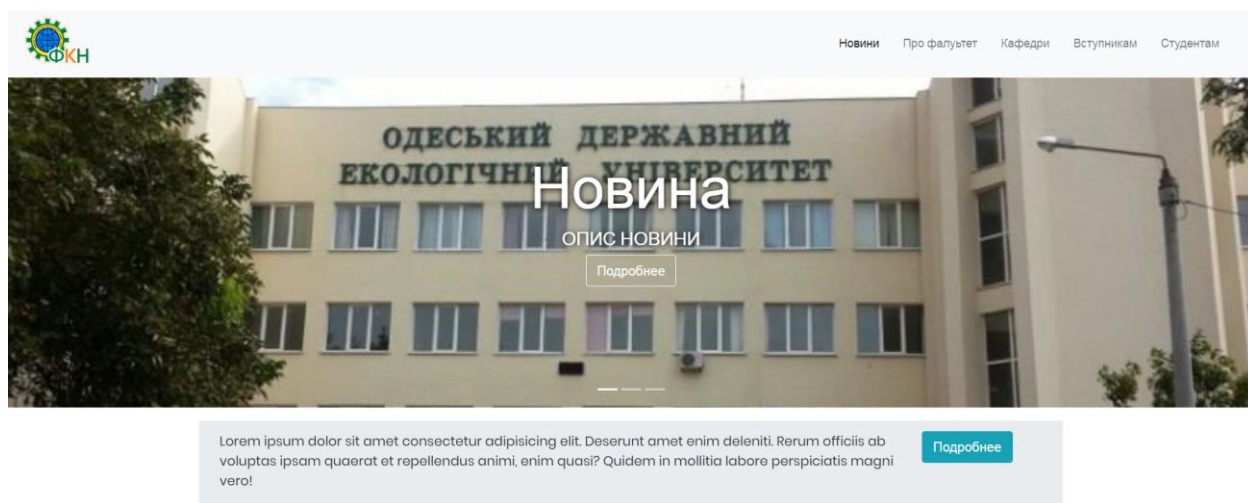 ФКН
Новини Про фалуьтет Кафедри Вступникам Студентам
ОДЕСЬКИЙ ДЕРЖАВНИЙ
ЕКОЛОГІЧНИЙ УНІВЕРСИТЕТ
Новина
ОПИС НОВИНИ
Подробнее
Lorem ipsum dolor sit amet consectetur adipisicing elit. Deserunt amet enim deleniti. Rerum officiis ab
voluptas ipsam quaerat et repellendus animi, enim quasi? Quidem in mollitia labore perspiciatis magni
vero!
Подробнее